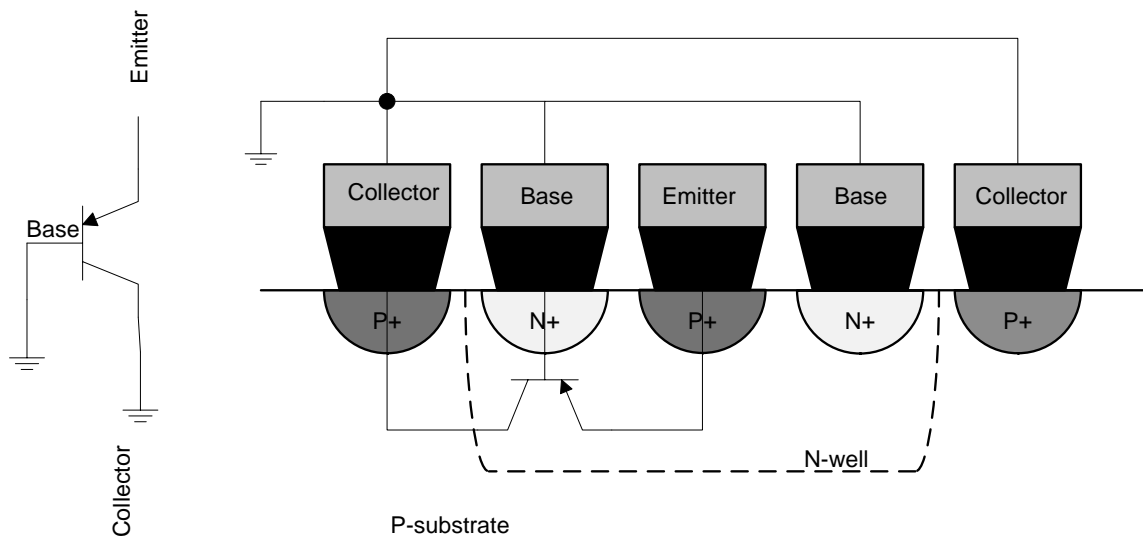 Emitter
Base
Collector
Collector Base Emitter Base Collector
P+ N+ P+ N+ P+
N-well
P-substrate